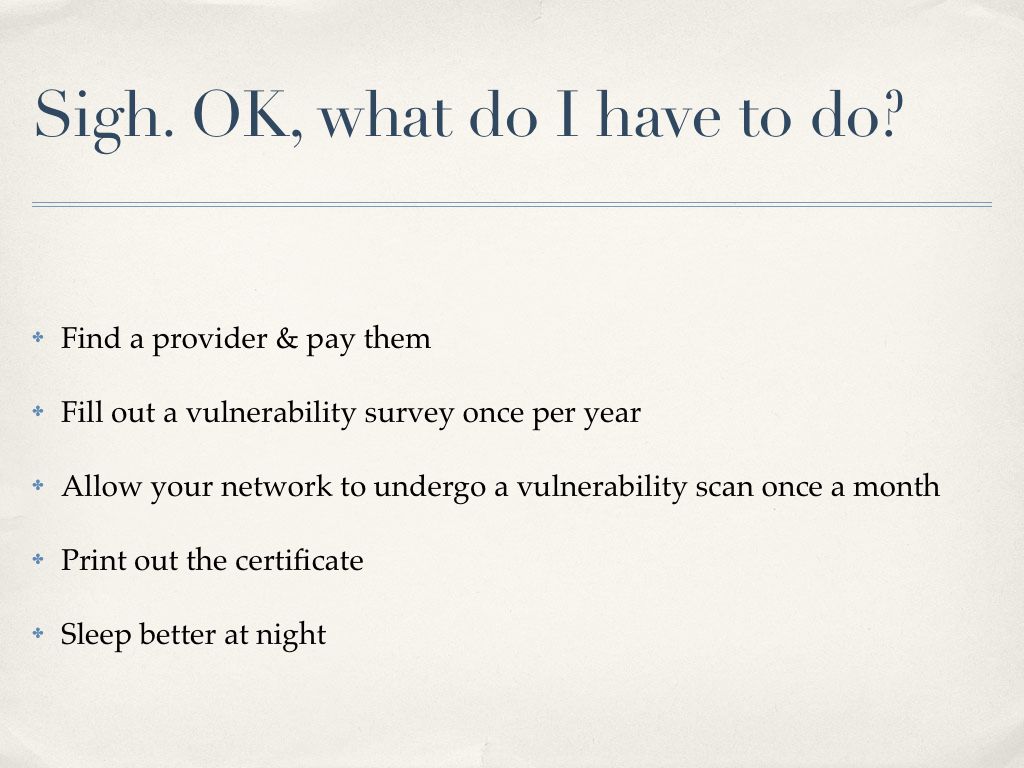 Sigh. OK, what do I have to do?
Find a provider & pay them
Fill out a vulnerability survey once per year
Allow your network to undergo a vulnerability scan once a month
Print out the certificate
Sleep better at night